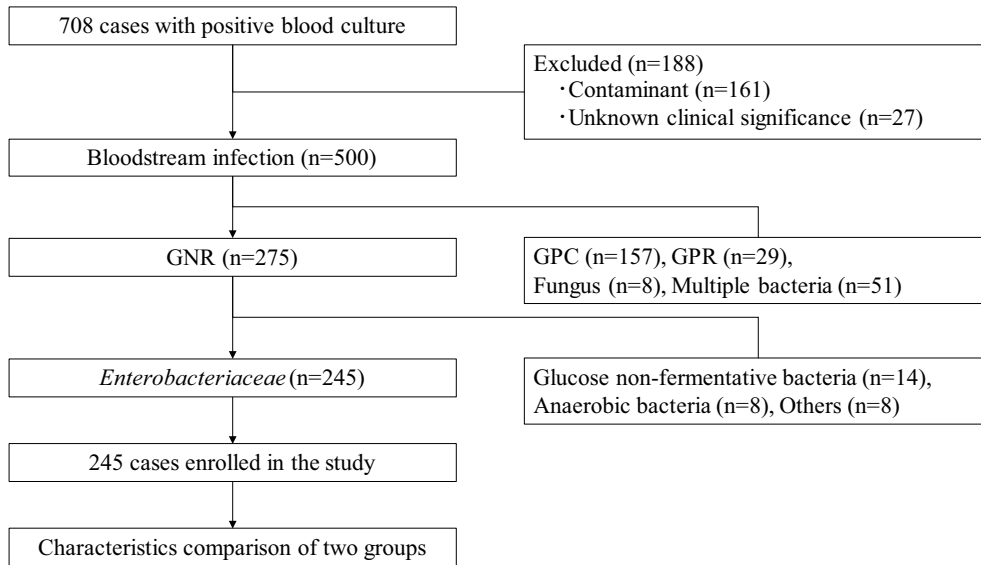 708 cases with positive blood culture
Excluded (n=188)
・Contaminant (n=161)
・Unknown clinical significance (n=27)
Bloodstream infection (n=500)
GNR (n=275)
GPC (n=157), GPR (n=29),
Fungus (n=8), Multiple bacteria (n=51)
Enterobacteriaceae (n=245)
Glucose non-fermentative bacteria (n=14),
Anaerobic bacteria (n=8), Others (n=8)
245 cases enrolled in the study
Characteristics comparison of two groups